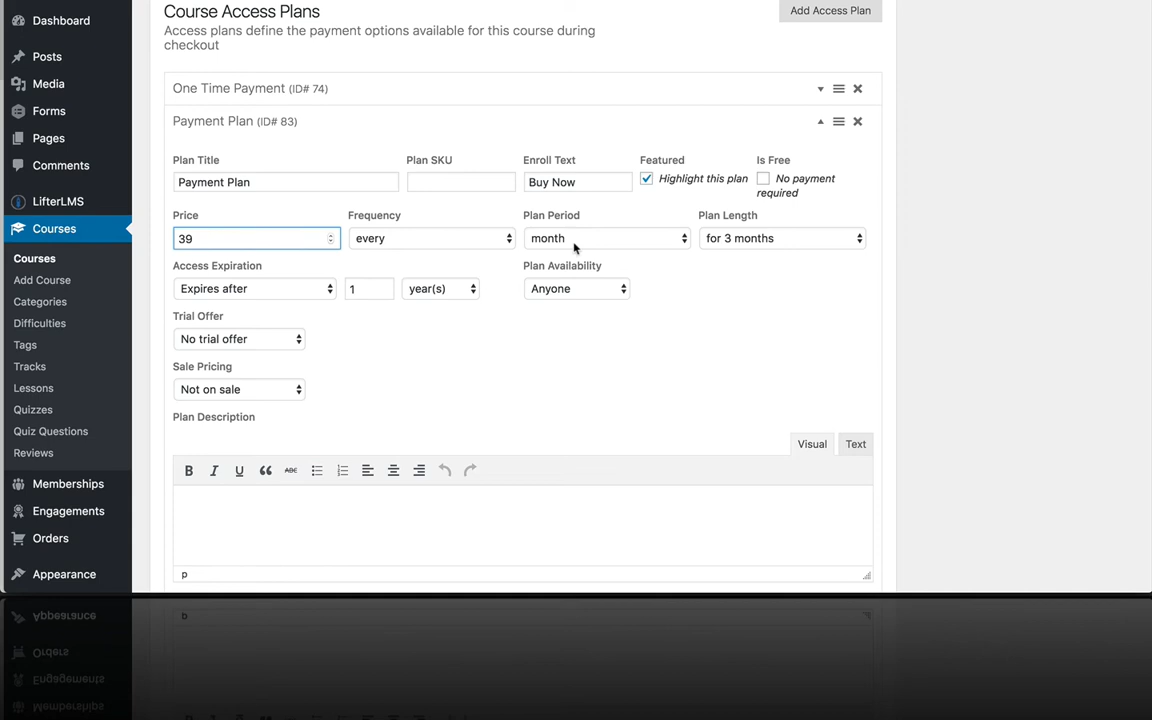 Dashboard
Posts
Media
Forms
Pages
Comments
LifterLMS
Courses
Courses
Add Course
Categories
Difficulties
Tags
Tracks
Lessons
Quizzes
Quiz Questions
Reviews
Memberships
Engagements
Orders
Appearance
Course Access Plans
Add Access Plan
Access plans define the payment options available for this course during
checkout
One Time Payment (ID# 74)
Payment Plan (ID# 83)
Plan Title Plan SKU Enroll Text Featured Is Free
Payment Plan Buy Now Highlight this plan No payment
required
Price Frequency Plan Period Plan Length
39 every month for 3 months
Access Expiration Plan Availability
Expires after 1 year(s) Anyone
Trial Offer
No trial offer
Sale Pricing
Not on sale
Plan Description
Visual Text
B I U ABC
p
p
Appearance
Orders
Engagements
Memberships